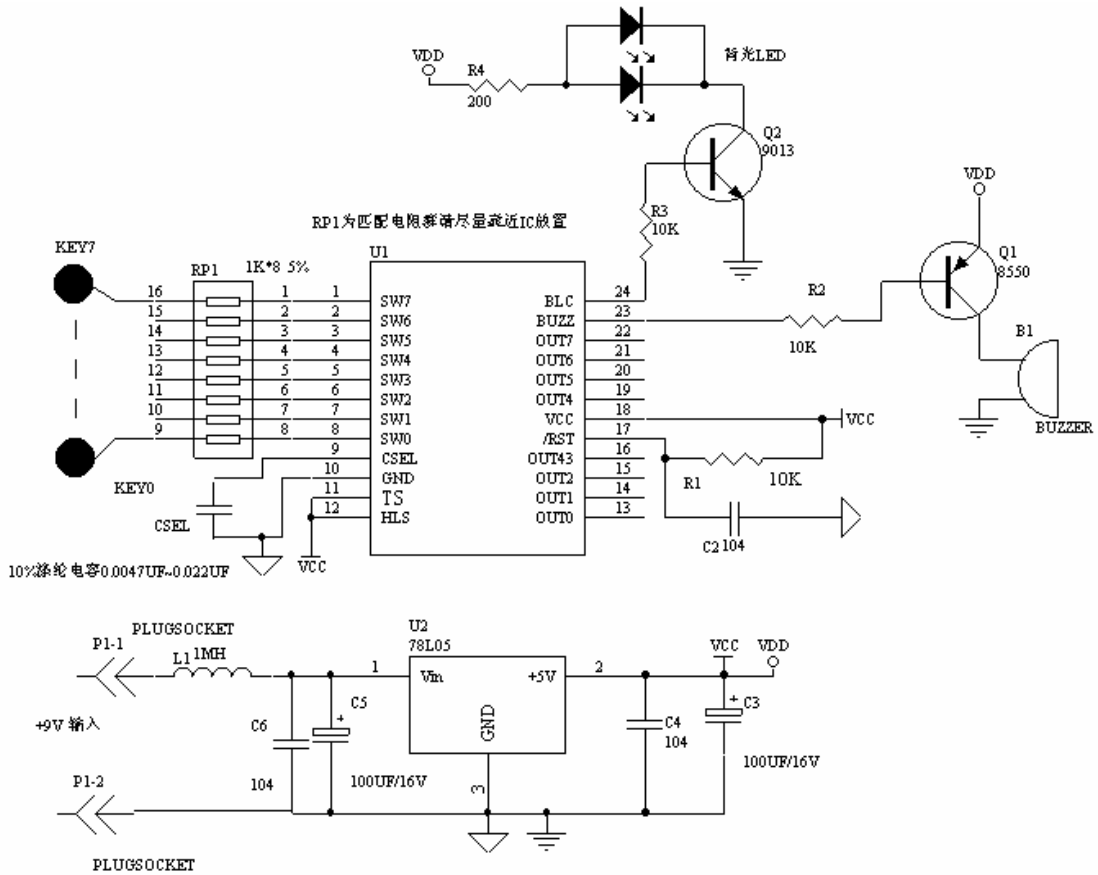 VDD
R4
200
背光LED
Q2
9013
VDD
R3
10K
RP1为匹配电阻群请尽量靠近IC放置
KEY7
RP1
1K*8 5%
U1
Q1
8550
R2
10K
B1
BUZZER
16 1 1 SW7 BLC 24
15 2 2 SW6 BUZZ 23
14 3 3 SW5 OUT7 22
13 4 4 SW4 OUT6 21
12 5 5 SW3 OUT5 20
11 6 6 SW2 OUT4 19
10 7 7 SW1 VCC 18
9 8 8 SW0 /RST 17
9 CSEL OUT43 16
10 GND OUT2 15
11 TS OUT1 14
12 HLS OUT0 13
VCC
R1
10K
KEY0
CSEL
VCC
C2
104
10%涤纶电容0.0047UF~0.022UF
PLUGSOCKET
P1-1
L1
1MH
U2
78L05
VCC
VDD
1
Vin
+5V
2
GND
3
+9V 输入
C6
104
C5
+
100UF/16V
C4
104
C3
+
100UF/16V
P1-2
PLUGSOCKET